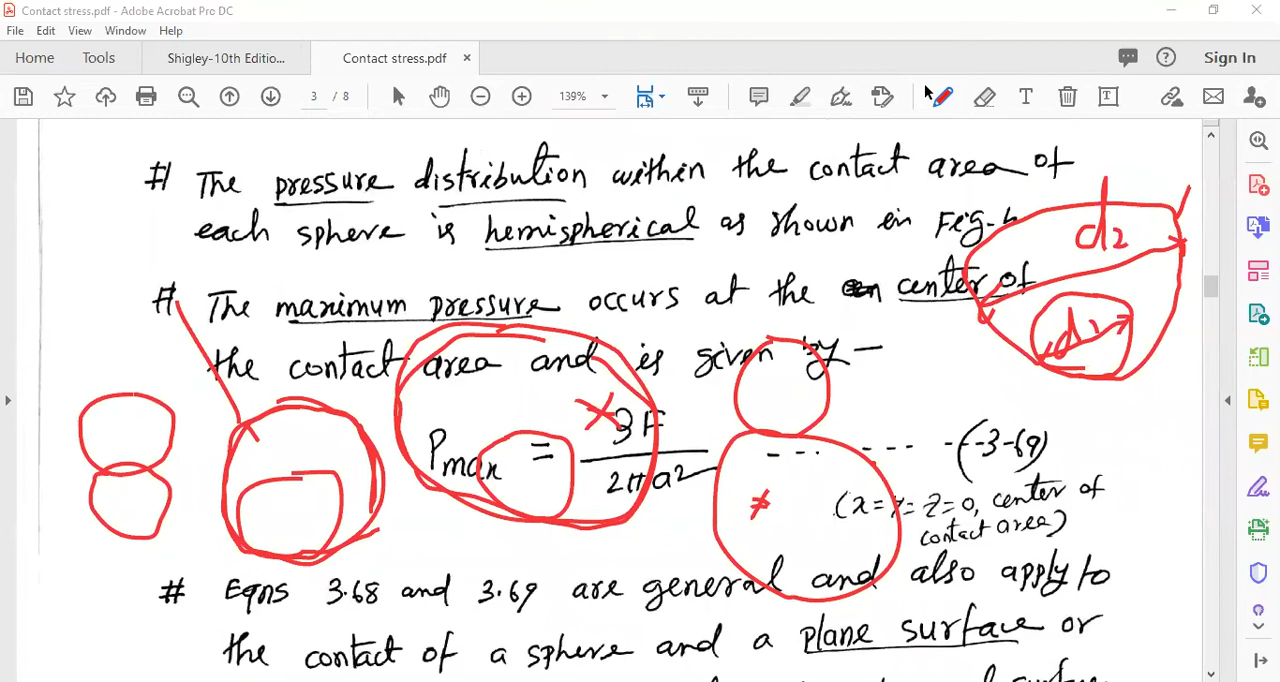 Contact stress.pdf - Adobe Acrobat Pro DC
File Edit View Window Help
Home Tools Shigley-10th Editio... Contact stress.pdf × Sign In
3 / 8 139%
# The pressure distribution within the contact area of
each sphere is hemispherical as shown in Fig-
# The maximum pressure occurs at the center of
the contact area and is given by —
d2
d1
Pmax = 3F / 2πa² - - - - - - - (-3-69)
(x = y = z = 0, center of
contact area)
# Eqns 3.68 and 3.69 are general and also apply to
the contact of a sphere and a plane surface or